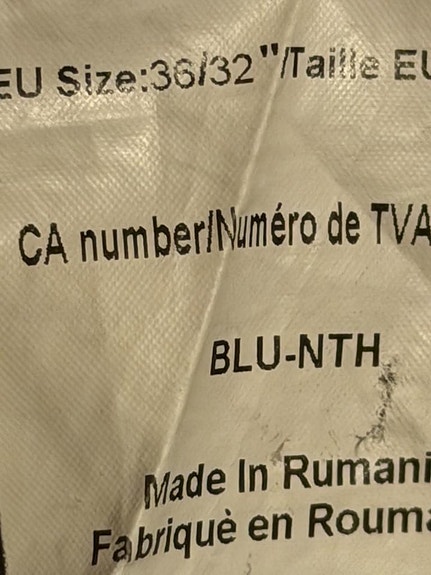 EU Size:36/32"/Taille EU
CA number/Numéro de TVA
BLU-NTH
Made In Rumani
Fabriquè en Rouma